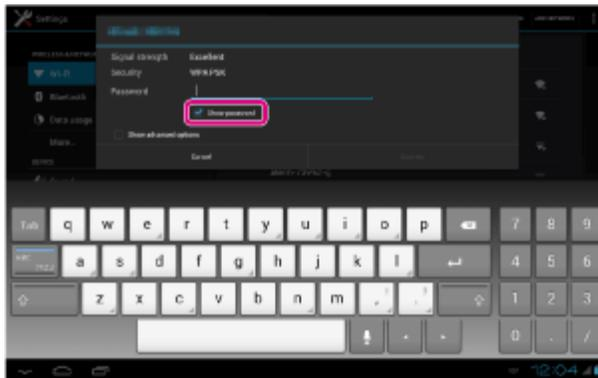 Settings
Signal strength Excellent
Security WPA PSK
Password
Show password
Show advanced options
Cancel
Wi-Fi
Bluetooth
Data usage
More...
Tab q w e r t y u i o p 7 8 9
a s d f g h j k l 4 5 6
z x c v b n m , . 1 2 3
0 . /
12:04